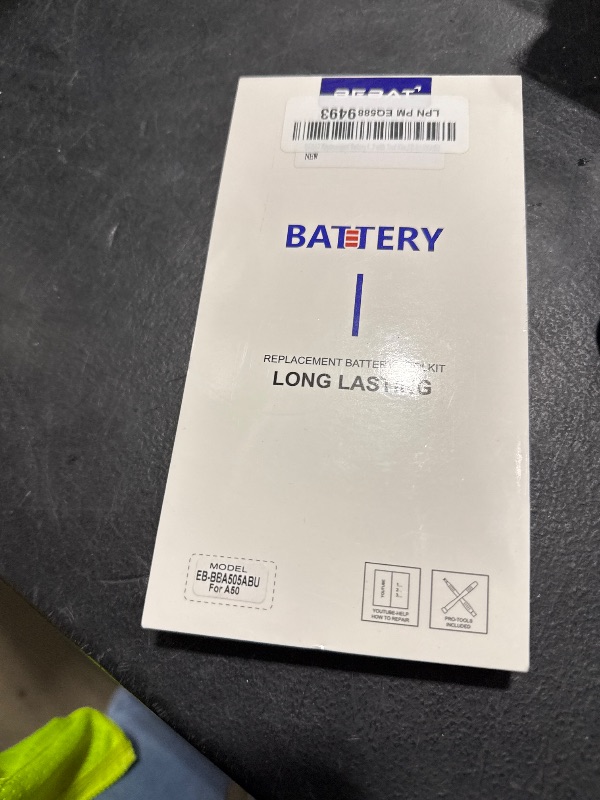 LPN PM EQ588 9493
NEW
BATTERY
REPLACEMENT BATTERY
LONG LASTING
MODEL
EB-BBA505ABU
For A50
YOUTUBE-HELP
HOW TO REPAIR
PRO-TOOLS
INCLUDED